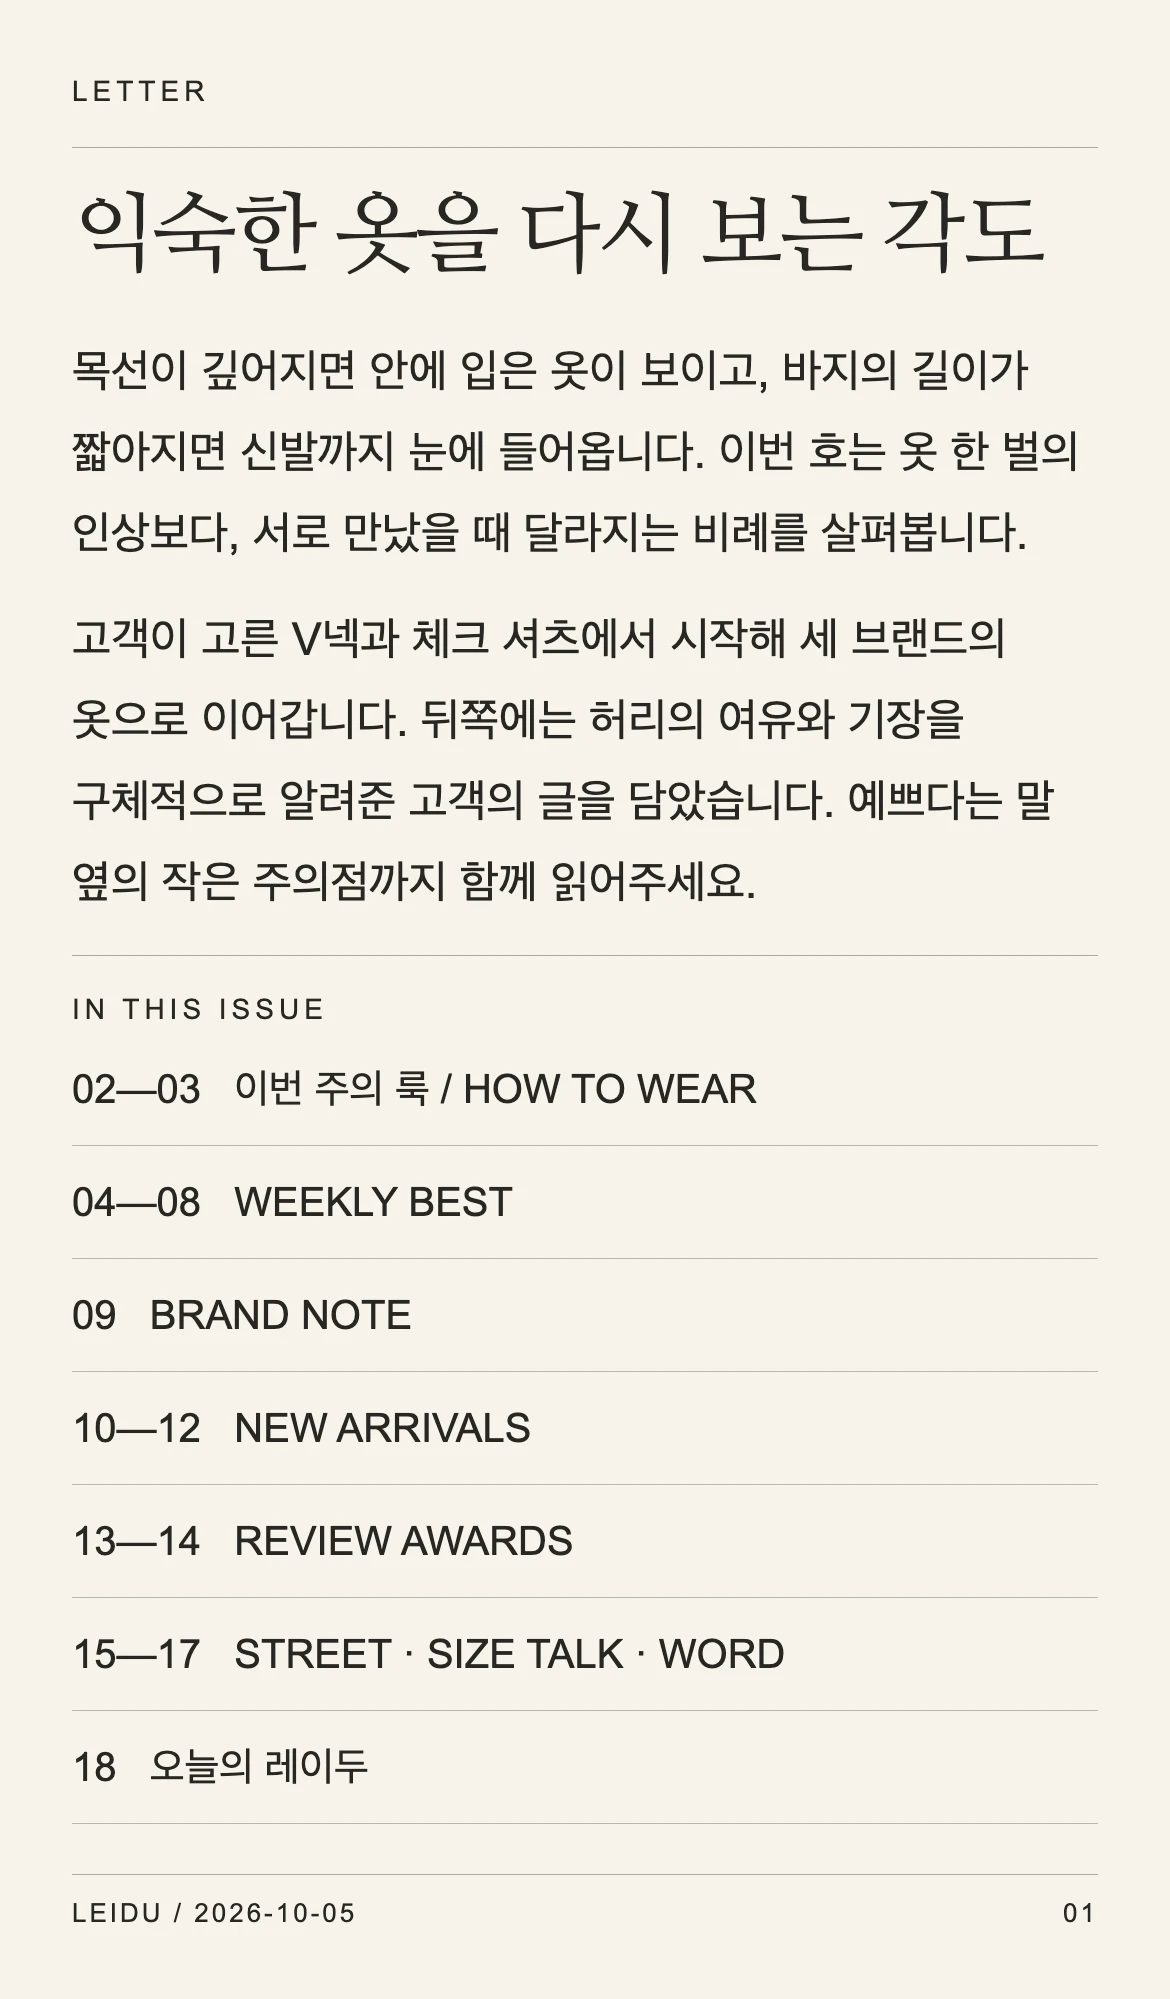 LETTER
익숙한 옷을 다시 보는 각도
목선이 깊어지면 안에 입은 옷이 보이고, 바지의 길이가
짧아지면 신발까지 눈에 들어옵니다. 이번 호는 옷 한 벌의
인상보다, 서로 만났을 때 달라지는 비례를 살펴봅니다.
고객이 고른 V넥과 체크 셔츠에서 시작해 세 브랜드의
옷으로 이어갑니다. 뒤쪽에는 허리의 여유와 기장을
구체적으로 알려준 고객의 글을 담았습니다. 예쁘다는 말
옆의 작은 주의점까지 함께 읽어주세요.
IN THIS ISSUE
02—03 이번 주의 룩 / HOW TO WEAR
04—08 WEEKLY BEST
09 BRAND NOTE
10—12 NEW ARRIVALS
13—14 REVIEW AWARDS
15—17 STREET · SIZE TALK · WORD
18 오늘의 레이두
LEIDU / 2026-10-05 01